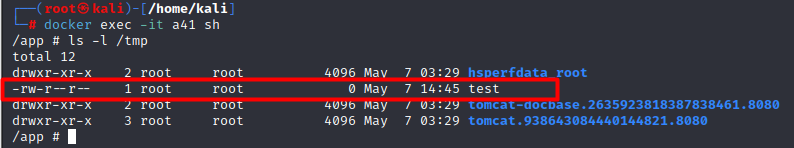 ┌──(root㉿kali)-[/home/kali]
└─# docker exec -it a41 sh
/app # ls -l /tmp
total 12
drwxr-xr-x    2 root     root          4096 May  7 03:29 hsperfdata_root
-rw-r--r--    1 root     root             0 May  7 14:45 test
drwxr-xr-x    2 root     root          4096 May  7 03:29 tomcat-docbase.2635923818387838461.8080
drwxr-xr-x    3 root     root          4096 May  7 03:29 tomcat.938643084440144821.8080
/app #